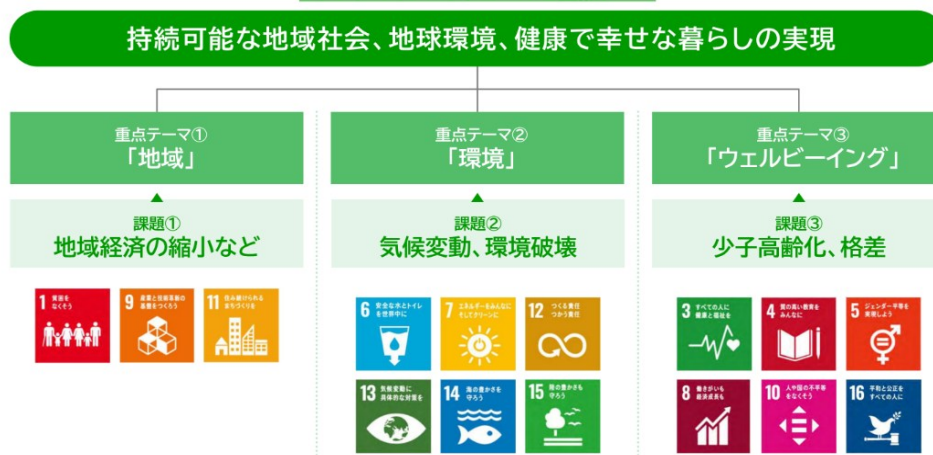 持続可能な地域社会、地球環境、健康で幸せな暮らしの実現
重点テーマ①
「地域」
重点テーマ②
「環境」
重点テーマ③
「ウェルビーイング」
課題①
地域経済の縮小など
課題②
気候変動、環境破壊
課題③
少子高齢化、格差
1 貧困を
なくそう
9 産業と技術革新の
基盤をつくろう
11 住み続けられる
まちづくりを
6 安全な水とトイレ
を世界中に
7 エネルギーをみんなに
そしてクリーンに
12 つくる責任
つかう責任
13 気候変動に
具体的な対策を
14 海の豊かさを
守ろう
15 陸の豊かさも
守ろう
3 すべての人に
健康と福祉を
4 質の高い教育を
みんなに
5 ジェンダー平等を
実現しよう
8 働きがいも
経済成長も
10 人や国の不平等
をなくそう
16 平和と公正を
すべての人に